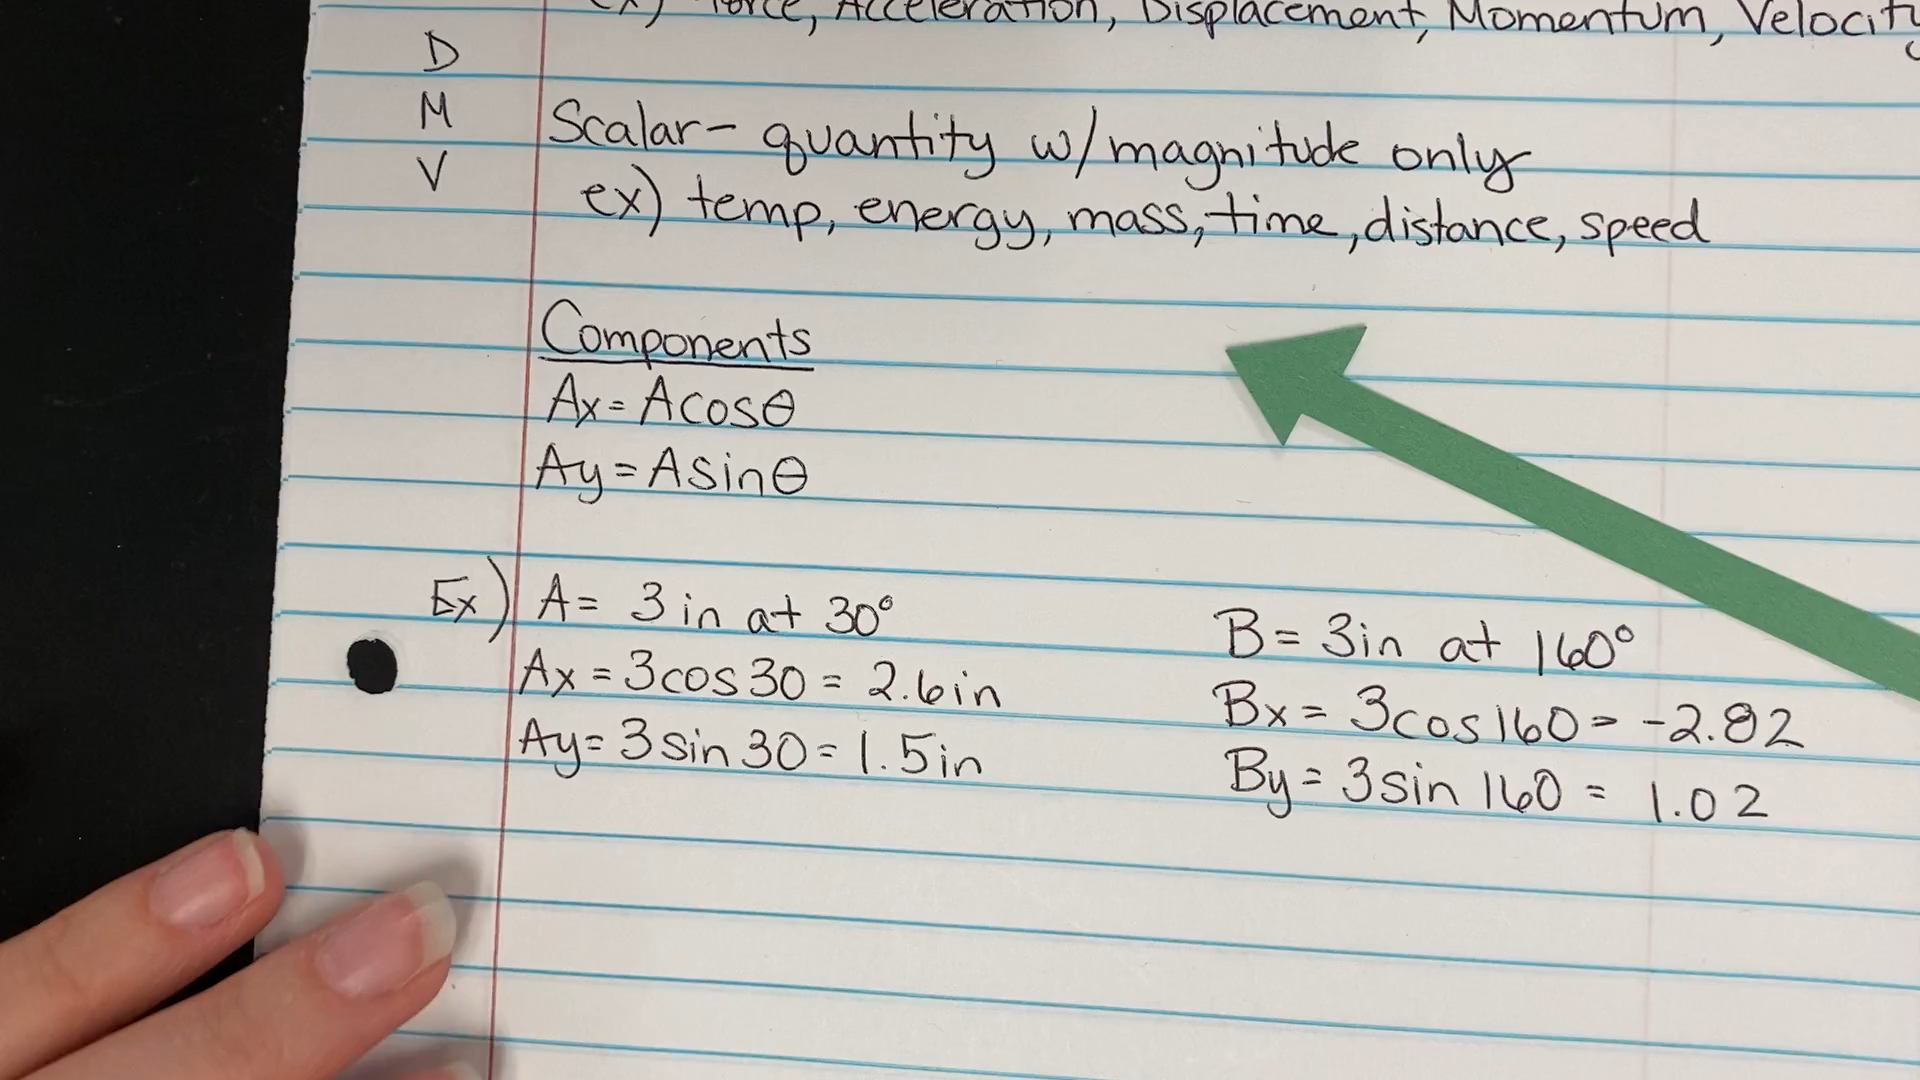 ex) Force, Acceleration, Displacement, Momentum, Velocity
D
M
V
Scalar- quantity w/magnitude only
ex) temp, energy, mass, time, distance, speed
Components
Ax = Acosθ
Ay = Asinθ
Ex) A = 3in at 30°
Ax = 3cos30 = 2.6in
Ay = 3sin30 = 1.5in
B = 3in at 160°
Bx = 3cos160 = -2.82
By = 3sin160 = 1.02